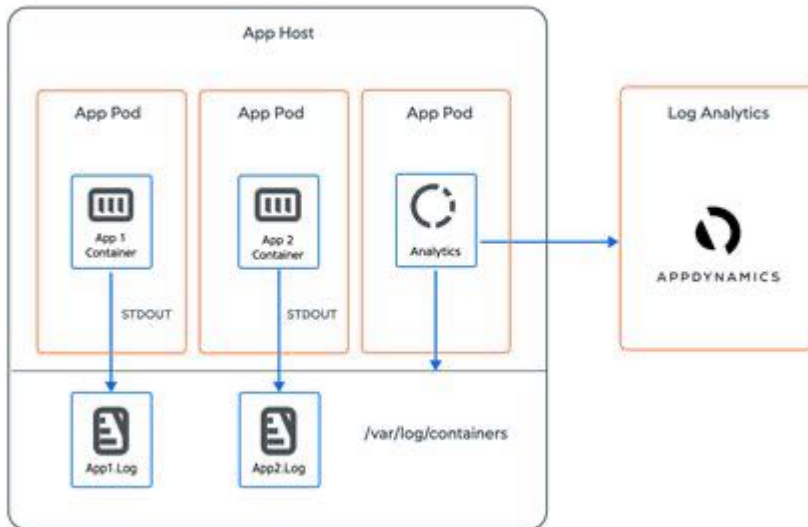 App Host
App Pod
App Pod
App Pod
Log Analytics
App 1
Container
App 2
Container
Analytics
APPDYNAMICS
STDOUT
STDOUT
/var/log/containers
App1.Log
App2.Log